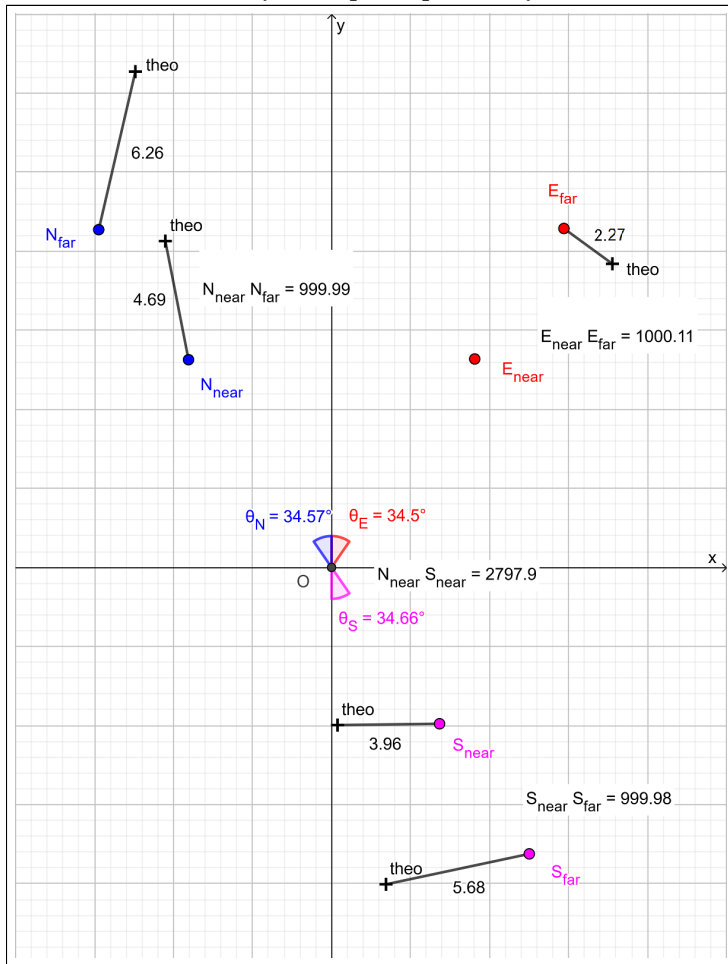 y
theo
6.26
E_far
theo
N_far
2.27
theo
4.69
N_near N_far = 999.99
E_near E_far = 1000.11
E_near
N_near
θ_N = 34.57°
θ_E = 34.5°
x
O
N_near S_near = 2797.9
θ_S = 34.66°
theo
3.96
S_near
S_near S_far = 999.98
theo
S_far
5.68